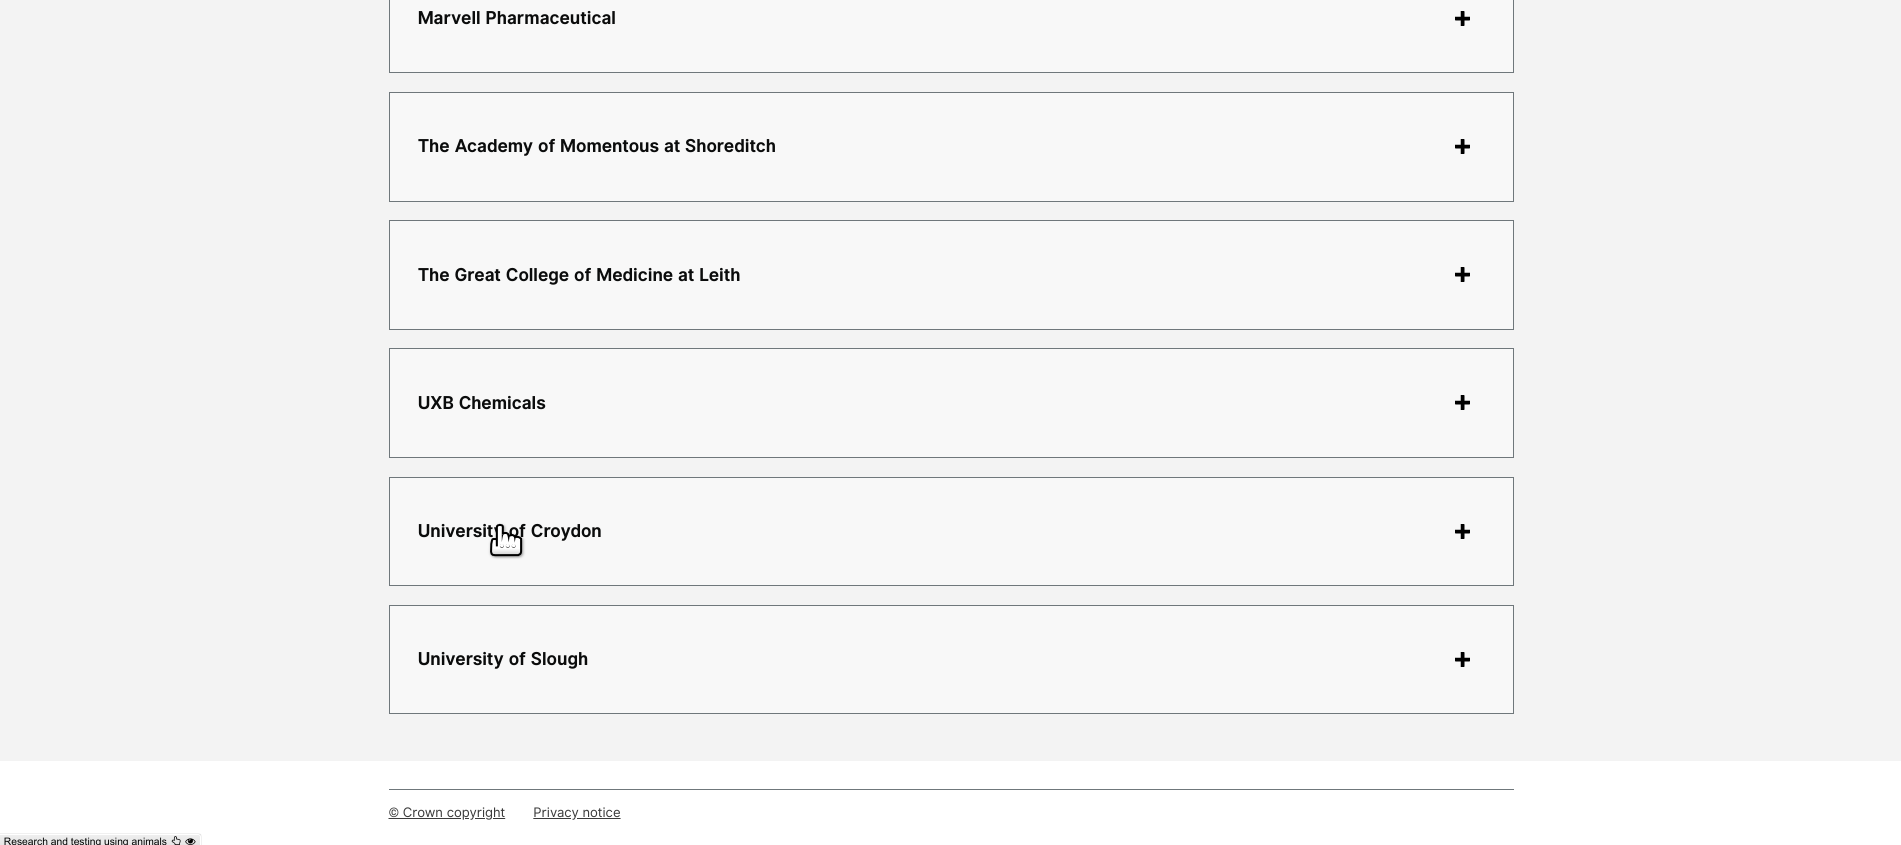 Marvell Pharmaceutical
The Academy of Momentous at Shoreditch
The Great College of Medicine at Leith
UXB Chemicals
University of Croydon
University of Slough
© Crown copyright Privacy notice
Research and testing using animals